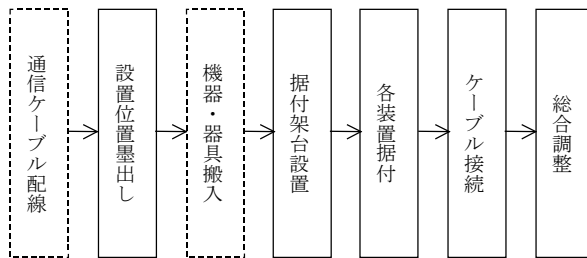 通信ケーブル配線
設置位置墨出し
機器・器具搬入
据付架台設置
各装置据付
ケーブル接続
総合調整